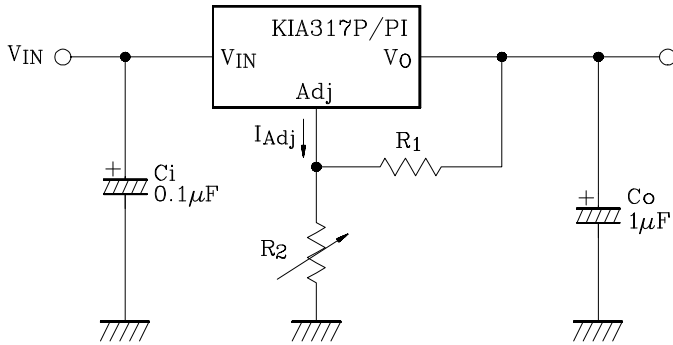 KIA317P/PI
VIN
VIN
VO
Adj
IAdj
R1
+
Ci
0.1μF
R2
+
Co
1μF